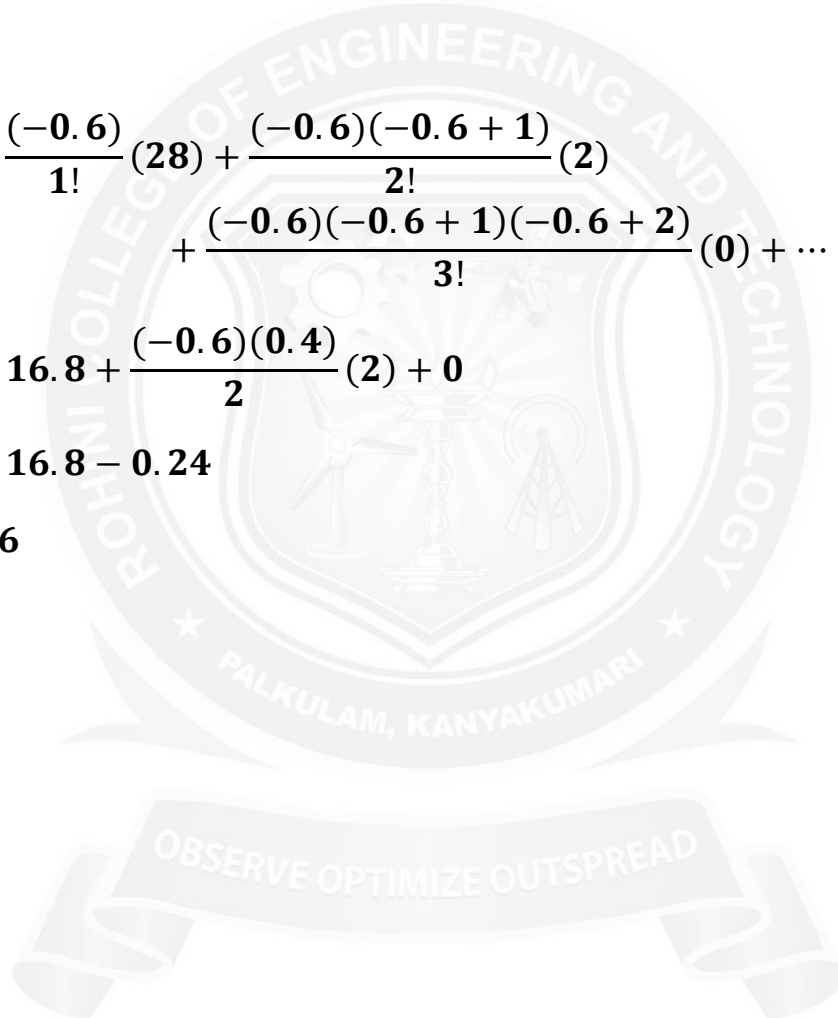 (−0.6)/1! (28) + (−0.6)(−0.6 + 1)/2! (2)
+ (−0.6)(−0.6 + 1)(−0.6 + 2)/3! (0) + ⋯
16.8 + (−0.6)(0.4)/2 (2) + 0
16.8 − 0.24
6
ROHINI COLLEGE OF ENGINEERING AND TECHNOLOGY
PALKULAM, KANYAKUMARI
OBSERVE OPTIMIZE OUTSPREAD